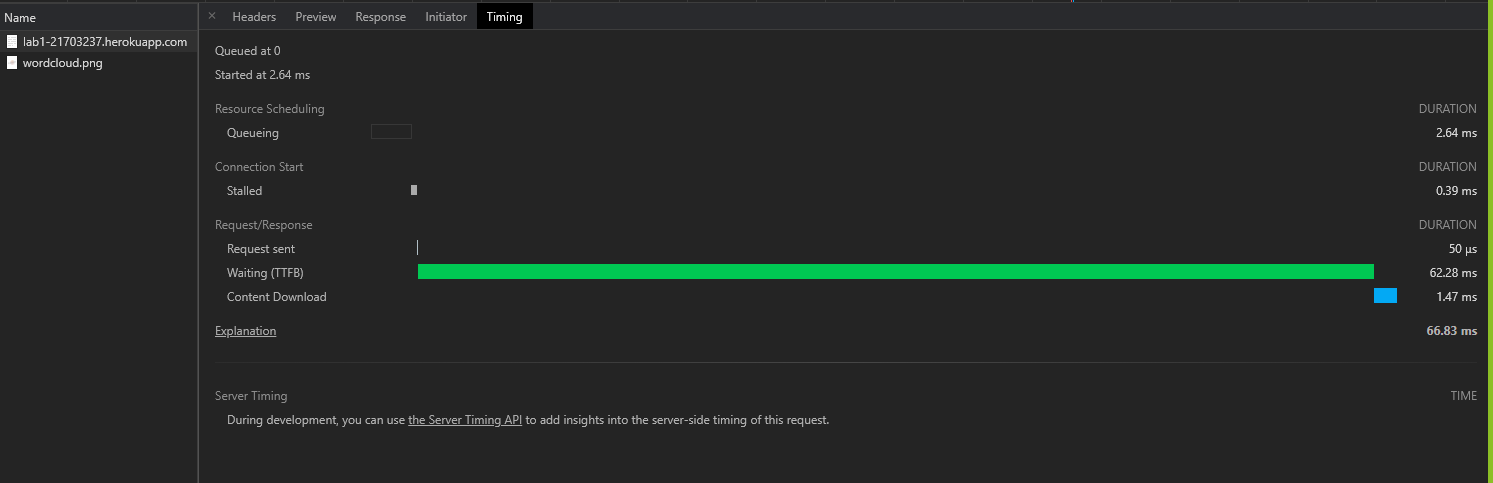 Name
× Headers Preview Response Initiator Timing
lab1-21703237.herokuapp.com
wordcloud.png
Queued at 0
Started at 2.64 ms
Resource Scheduling DURATION
Queueing 2.64 ms
Connection Start DURATION
Stalled 0.39 ms
Request/Response DURATION
Request sent 50 µs
Waiting (TTFB) 62.28 ms
Content Download 1.47 ms
Explanation 66.83 ms
Server Timing TIME
During development, you can use the Server Timing API to add insights into the server-side timing of this request.